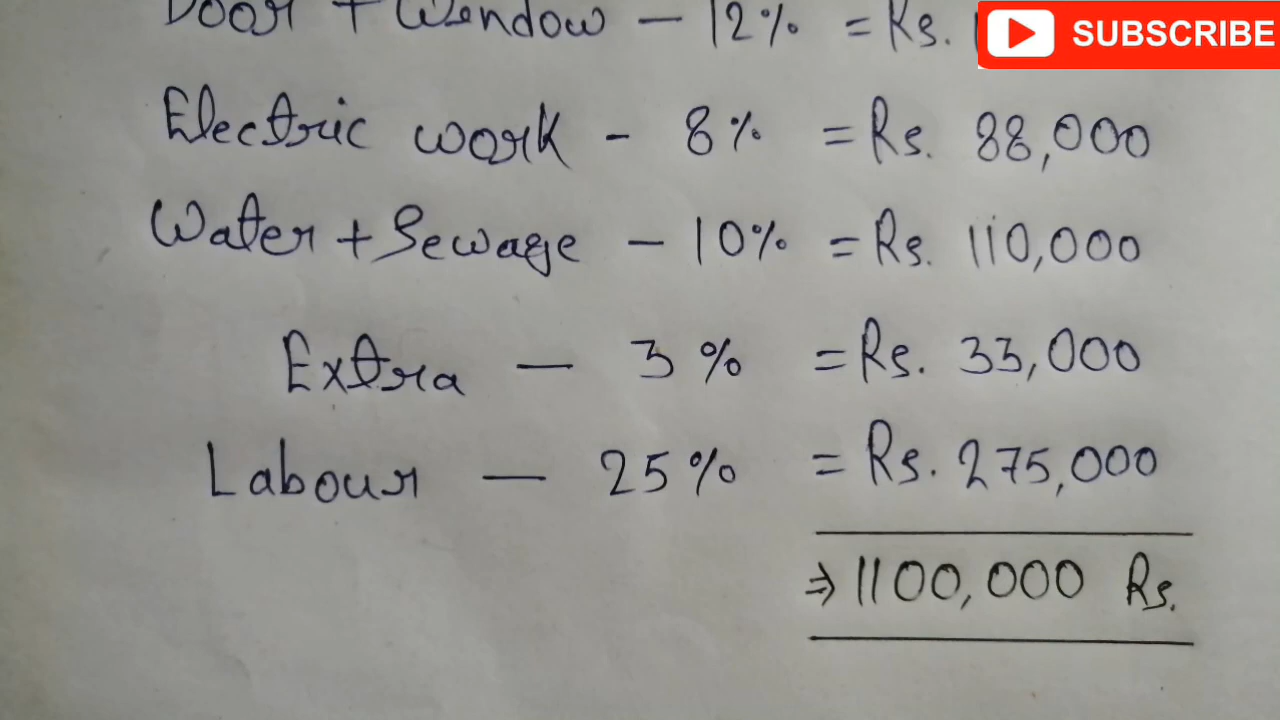 Door + Window - 12% = Rs. 1
SUBSCRIBE
Electric work - 8% = Rs. 88,000
Water + Sewage - 10% = Rs. 110,000
Extra - 3% = Rs. 33,000
Labour - 25% = Rs. 275,000
⇒ 1100,000 Rs.